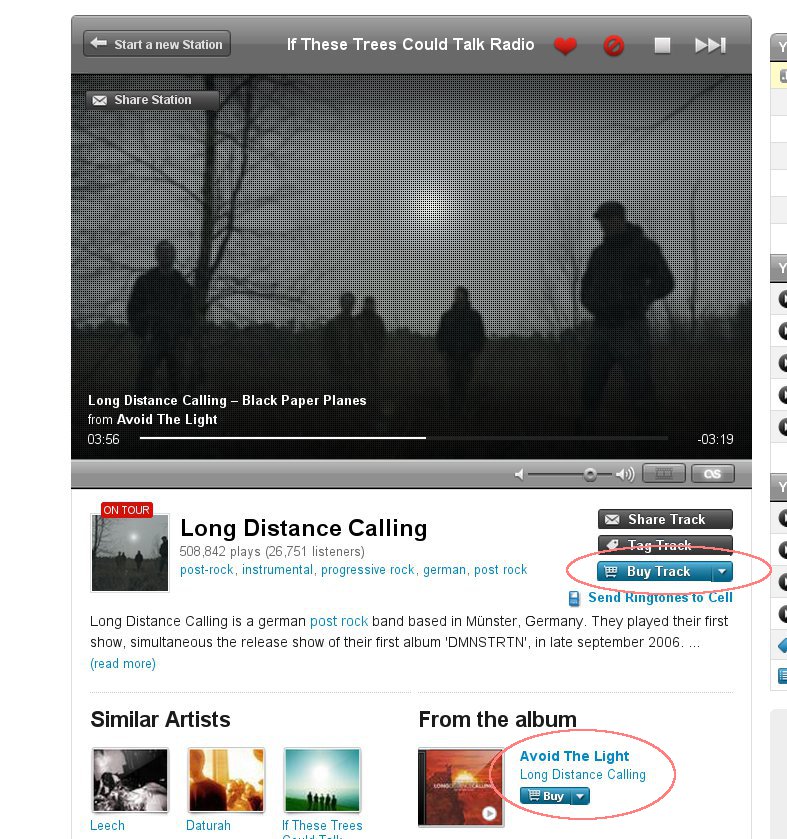 Start a new Station
If These Trees Could Talk Radio
Share Station
Long Distance Calling – Black Paper Planes
from Avoid The Light
03:56
-03:19
ON TOUR
Long Distance Calling
508,842 plays (26,751 listeners)
post-rock, instrumental, progressive rock, german, post rock
Share Track
Tag Track
Buy Track
Send Ringtones to Cell
Long Distance Calling is a german post rock band based in Münster, Germany. They played their first
show, simultaneous the release show of their first album 'DMNSTRTN', in late september 2006. ...
(read more)
Similar Artists
Leech
Daturah
If These Trees
Could Talk
From the album
LONGDISTANCECALLING
Avoid The Light
Long Distance Calling
Buy
Y
Y
Y